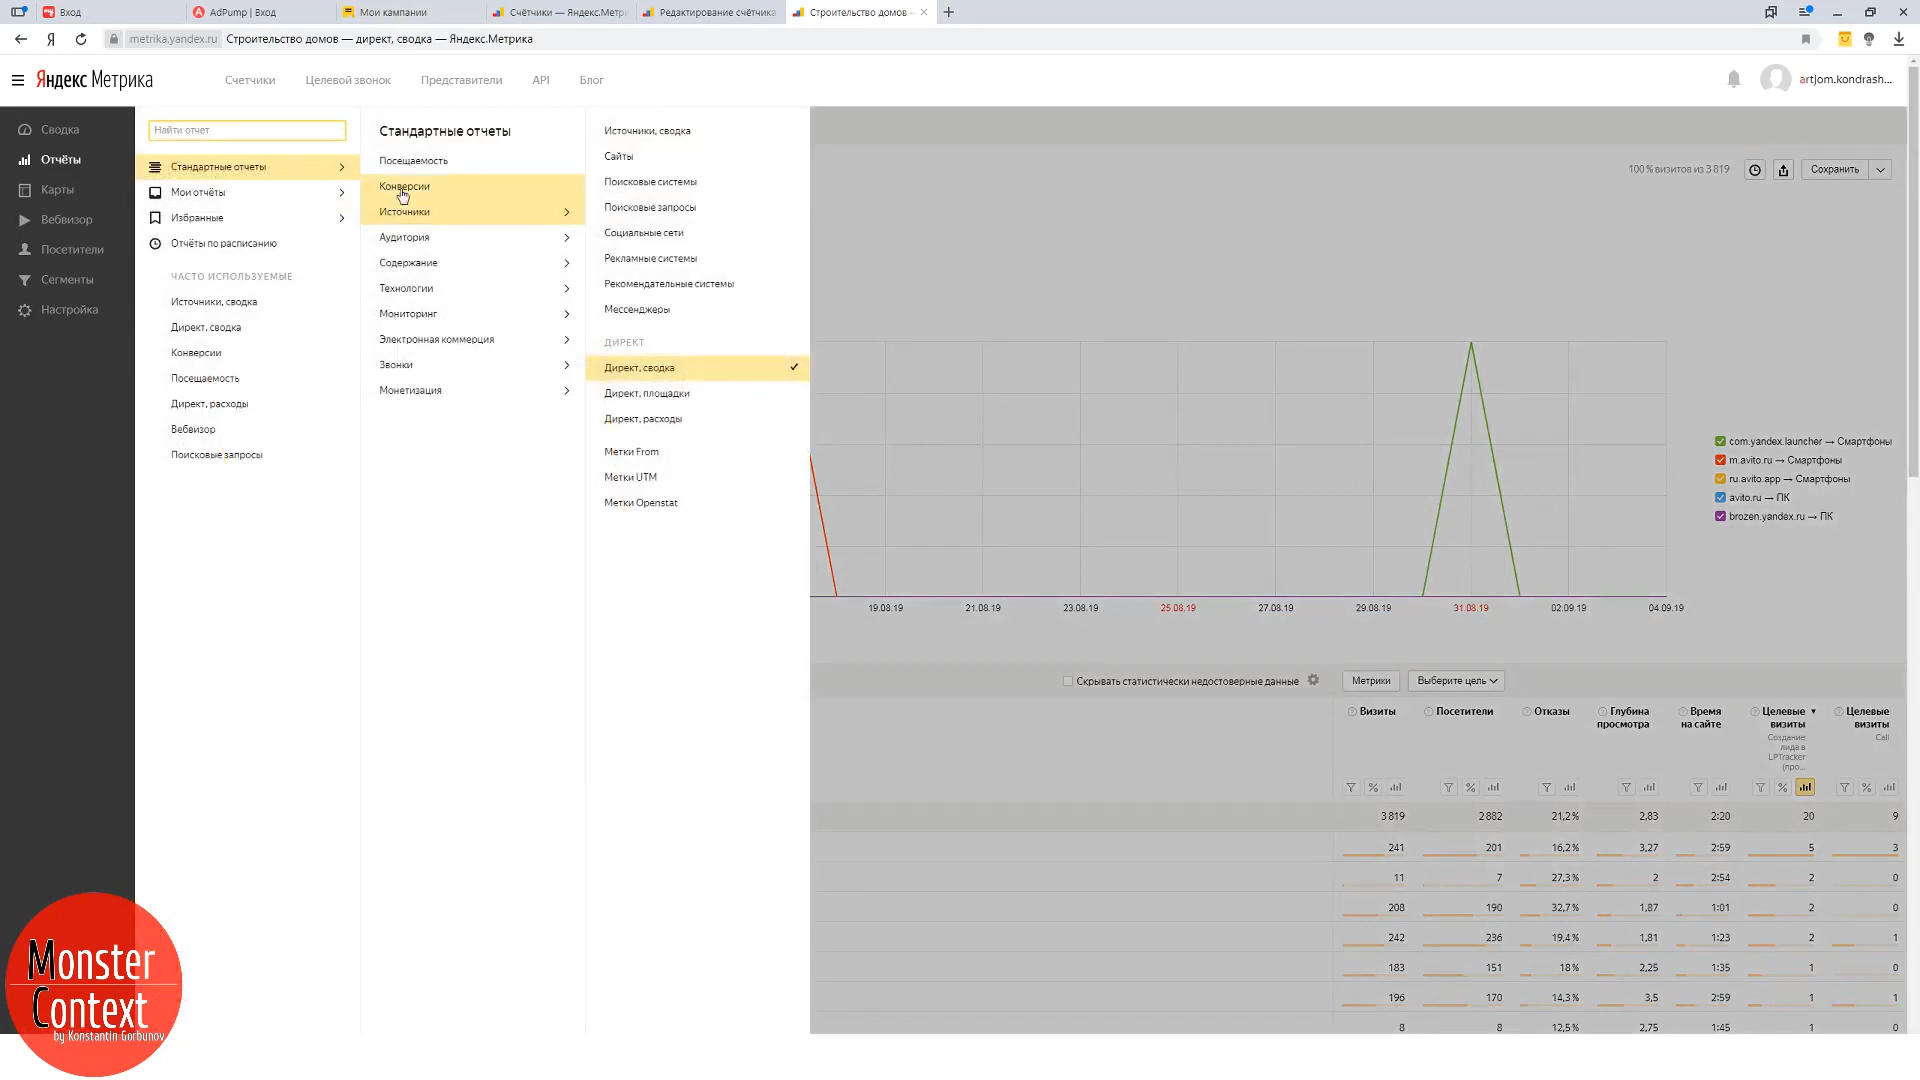 Вход
AdPump | Вход
Мои кампании
Счётчики — Яндекс.Метри
Редактирование счётчика
Строительство домов –
metrika.yandex.ru
Строительство домов — директ, сводка — Яндекс.Метрика
Яндекс Метрика
Счетчики
Целевой звонок
Представители
API
Блог
artjom.kondrash...
Сводка
Отчёты
Карты
Вебвизор
Посетители
Сегменты
Настройка
Найти отчет
Стандартные отчеты
Мои отчёты
Избранные
Отчёты по расписанию
ЧАСТО ИСПОЛЬЗУЕМЫЕ
Источники, сводка
Директ, сводка
Конверсии
Посещаемость
Директ, расходы
Вебвизор
Поисковые запросы
Стандартные отчеты
Посещаемость
Конверсии
Источники
Аудитория
Содержание
Технологии
Мониторинг
Электронная коммерция
Звонки
Монетизация
Источники, сводка
Сайты
Поисковые системы
Поисковые запросы
Социальные сети
Рекламные системы
Рекомендательные системы
Мессенджеры
ДИРЕКТ
Директ, сводка
Директ, площадки
Директ, расходы
Метки From
Метки UTM
Метки Openstat
100 % визитов из 3 819
Сохранить
com.yandex.launcher → Смартфоны
m.avito.ru → Смартфоны
ru.avito.app → Смартфоны
avito.ru → ПК
brozen.yandex.ru → ПК
19.08.19 21.08.19 23.08.19 25.08.19 27.08.19 29.08.19 31.08.19 02.09.19 04.09.19
Скрывать статистически недостоверные данные
Метрики
Выберите цель
Визиты
Посетители
Отказы
Глубина
просмотра
Время
на сайте
Целевые
визиты
Создание
лида в
LPTracker
(про...
Целевые
визиты
Call
3 819 2 882 21,2 % 2,83 2:20 20 9
241 201 16,2 % 3,27 2:59 5 3
11 7 27,3 % 2 2:54 2 0
208 190 32,7 % 1,87 1:01 2 0
242 236 19,4 % 1,81 1:23 2 1
183 151 18 % 2,25 1:35 1 0
196 170 14,3 % 3,5 2:59 1 1
8 8 12,5 % 2,75 1:45 1 0
Monster
Context
by Konstantin Gorbunov